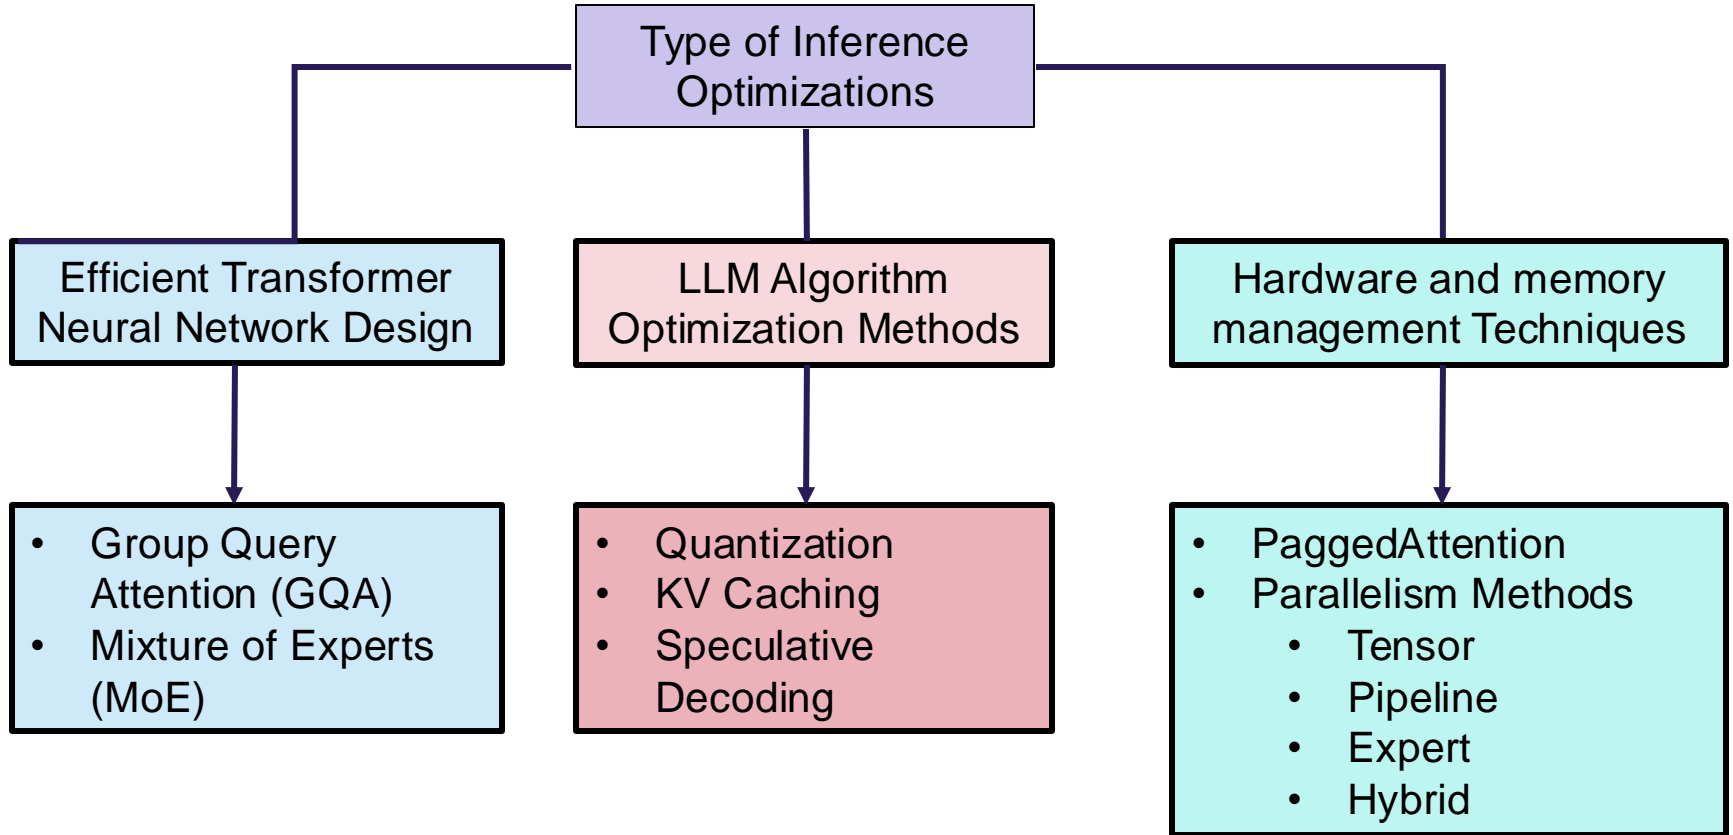 Type of Inference
Optimizations
Efficient Transformer
Neural Network Design
LLM Algorithm
Optimization Methods
Hardware and memory
management Techniques
• Group Query
Attention (GQA)
• Mixture of Experts
(MoE)
• Quantization
• KV Caching
• Speculative
Decoding
• PaggedAttention
• Parallelism Methods
• Tensor
• Pipeline
• Expert
• Hybrid